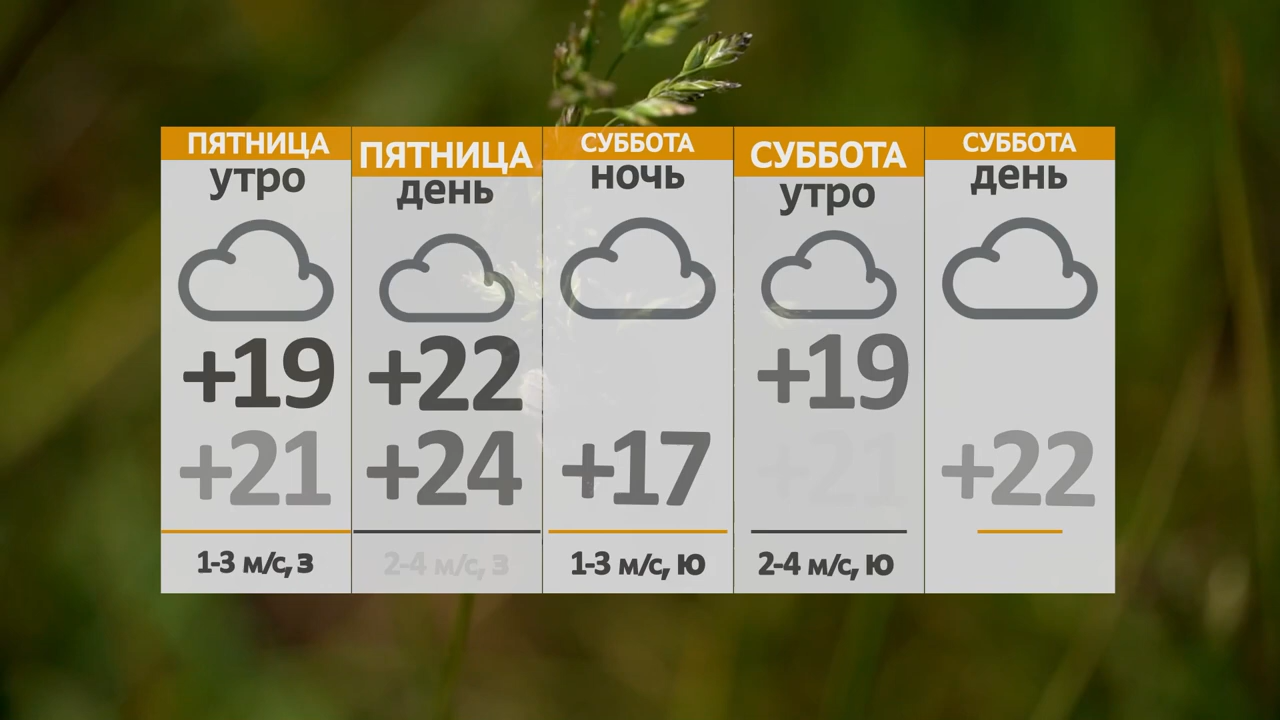 ПЯТНИЦА
утро
+19
+21
1-3 м/с, З
ПЯТНИЦА
день
+22
+24
2-4 м/с, З
СУББОТА
ночь
+17
1-3 м/с, Ю
СУББОТА
утро
+19
+21
2-4 м/с, Ю
СУББОТА
день
+22